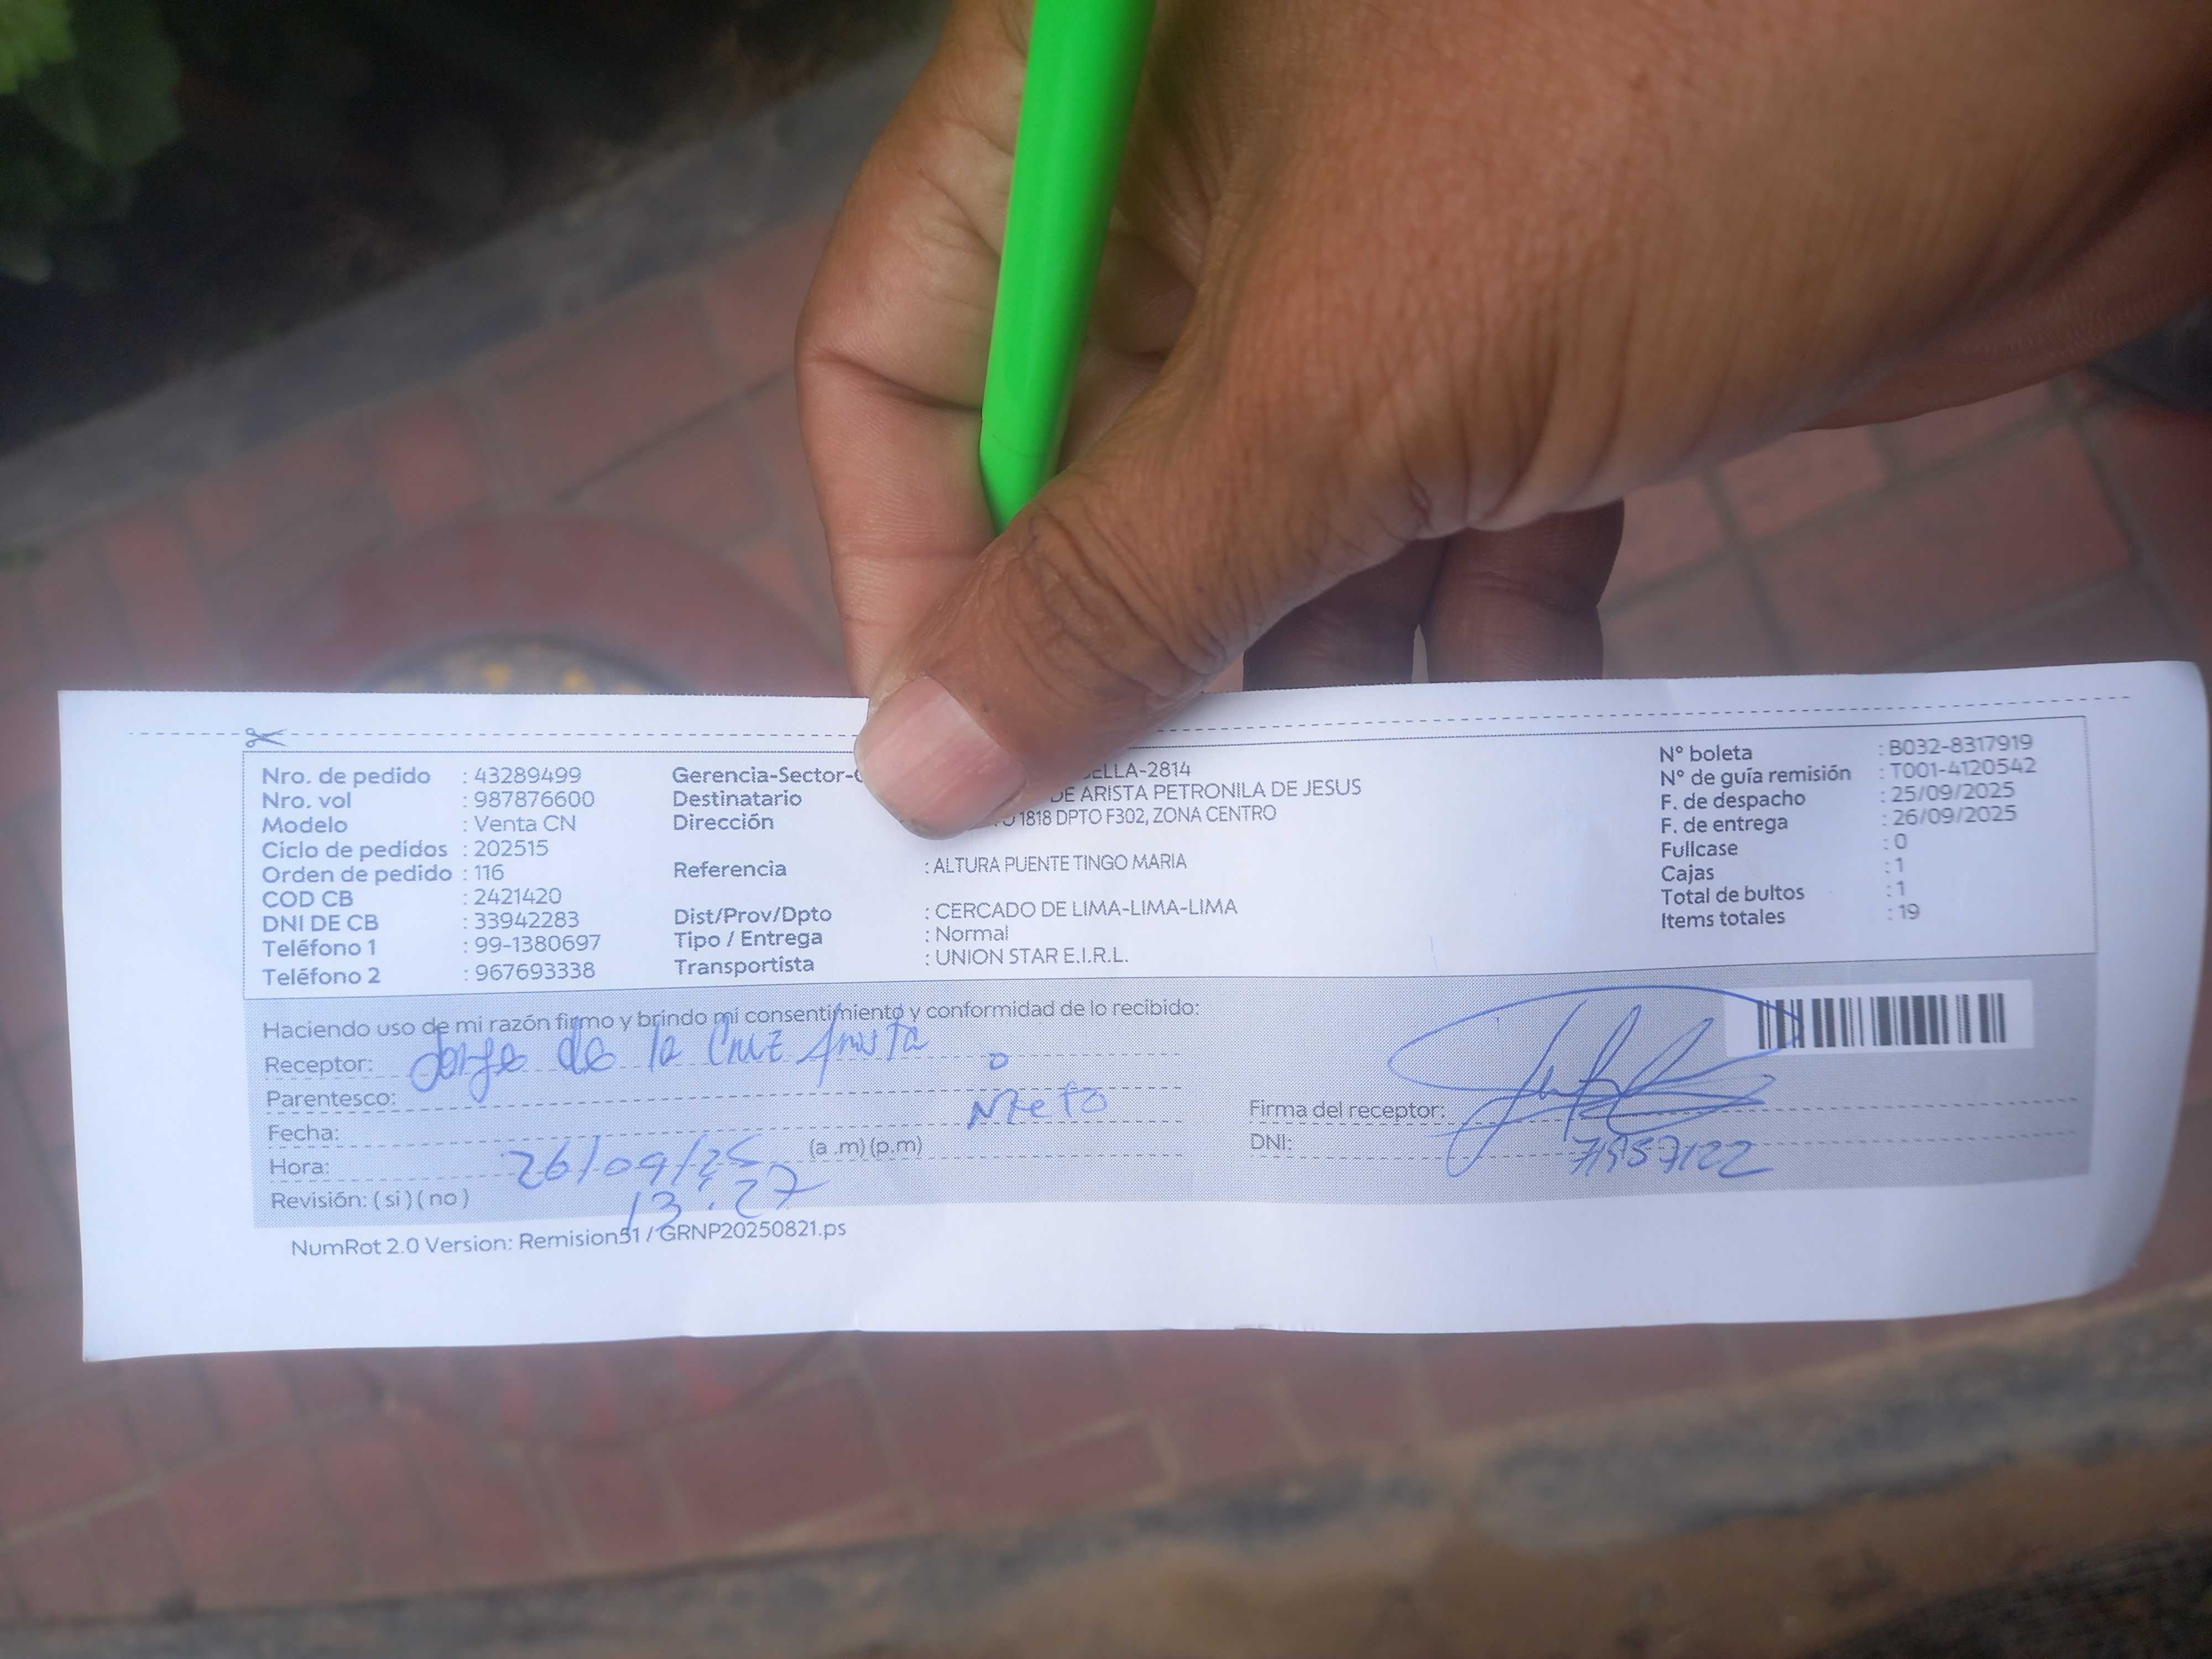 Nro. de pedido : 43289499
Nro. vol : 987876600
Modelo : Venta CN
Ciclo de pedidos : 202515
Orden de pedido : 116
COD CB : 2421420
DNI DE CB : 33942283
Teléfono 1 : 99-1380697
Teléfono 2 : 967693338
Gerencia-Sector- ELLA-2814
Destinatario DE ARISTA PETRONILA DE JESUS
Dirección 1818 DPTO F302, ZONA CENTRO
Referencia : ALTURA PUENTE TINGO MARIA
Dist/Prov/Dpto : CERCADO DE LIMA-LIMA-LIMA
Tipo / Entrega : Normal
Transportista : UNION STAR E.I.R.L.
N° boleta : B032-8317919
N° de guía remisión : T001-4120542
F. de despacho : 25/09/2025
F. de entrega : 26/09/2025
Fullcase : 0
Cajas : 1
Total de bultos : 1
Items totales : 19
Haciendo uso de mi razón firmo y brindo mi consentimiento y conformidad de lo recibido:
Receptor: Jorge de la Cruz Arista
Parentesco: Nieto
Fecha: 26/09/25
Hora: 13:27 (a .m) (p.m)
Revisión: ( si ) ( no )
Firma del receptor:
DNI: 71957122
NumRot 2.0 Version: Remision51 / GRNP20250821.ps